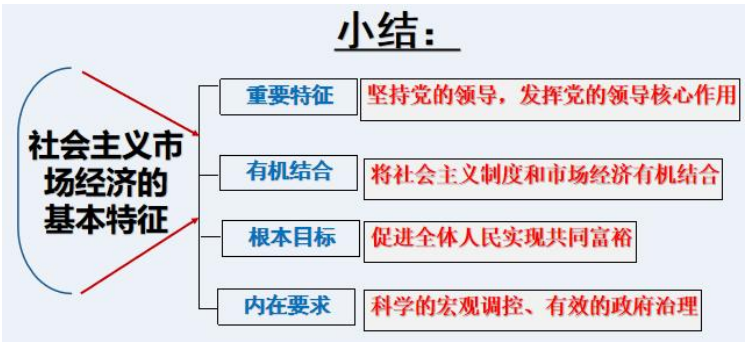 小结：
社会主义市
场经济的
基本特征
重要特征
坚持党的领导，发挥党的领导核心作用
有机结合
将社会主义制度和市场经济有机结合
根本目标
促进全体人民实现共同富裕
内在要求
科学的宏观调控、有效的政府治理